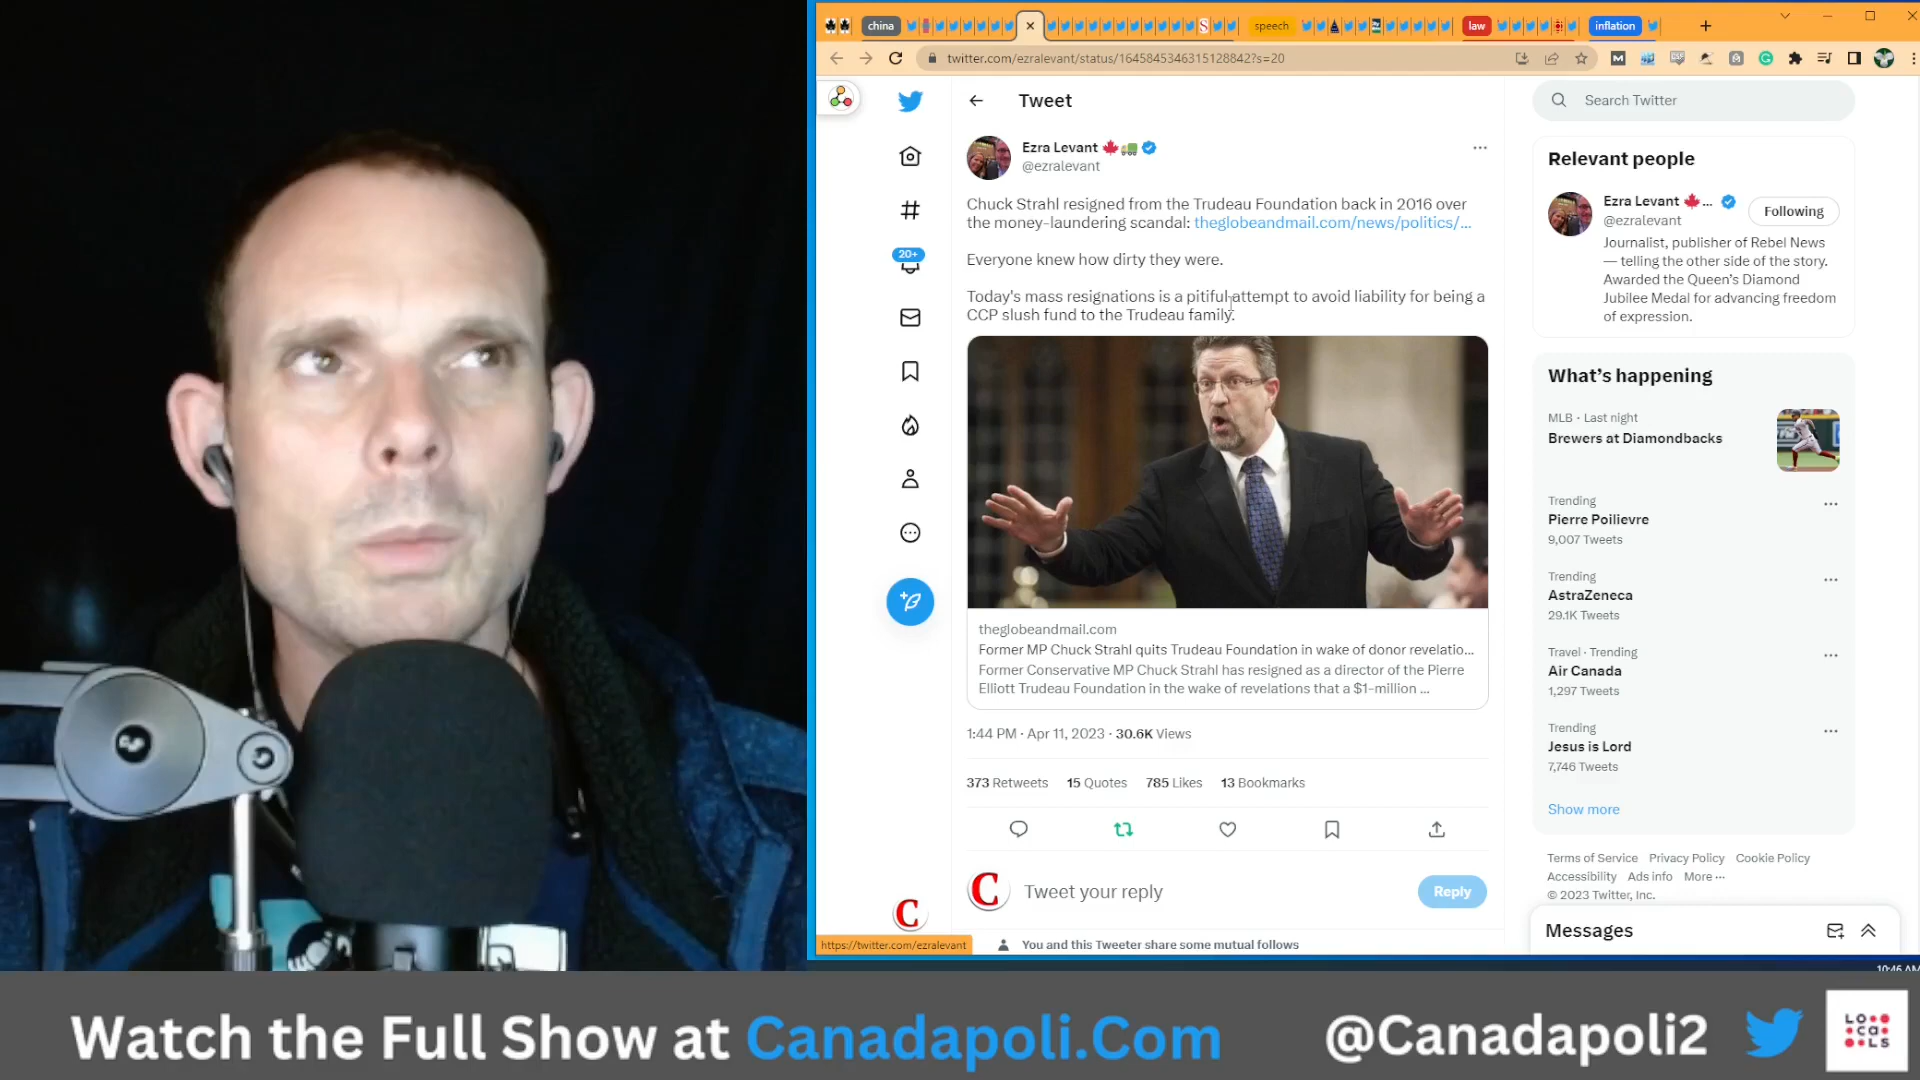 china
speech
law
inflation
twitter.com/ezralevant/status/1645845346315128842?s=20
Tweet
Search Twitter
Ezra Levant
@ezralevant
Chuck Strahl resigned from the Trudeau Foundation back in 2016 over
the money-laundering scandal: theglobeandmail.com/news/politics/...
Everyone knew how dirty they were.
Today's mass resignations is a pitiful attempt to avoid liability for being a
CCP slush fund to the Trudeau family.
theglobeandmail.com
Former MP Chuck Strahl quits Trudeau Foundation in wake of donor revelatio...
Former Conservative MP Chuck Strahl has resigned as a director of the Pierre
Elliott Trudeau Foundation in the wake of revelations that a $1-million ...
1:44 PM · Apr 11, 2023 · 30.6K Views
373 Retweets 15 Quotes 785 Likes 13 Bookmarks
C
Tweet your reply
Reply
You and this Tweeter share some mutual follows
20+
C
https://twitter.com/ezralevant
Relevant people
Ezra Levant ...
@ezralevant
Following
Journalist, publisher of Rebel News
— telling the other side of the story.
Awarded the Queen's Diamond
Jubilee Medal for advancing freedom
of expression.
What's happening
MLB · Last night
Brewers at Diamondbacks
Trending
Pierre Poilievre
9,007 Tweets
Trending
AstraZeneca
29.1K Tweets
Travel · Trending
Air Canada
1,297 Tweets
Trending
Jesus is Lord
7,746 Tweets
Show more
Terms of Service Privacy Policy Cookie Policy
Accessibility Ads info More ...
© 2023 Twitter, Inc.
Messages
10:46 AM
Watch the Full Show at Canadapoli.Com
@Canadapoli2
LO
ca
LS